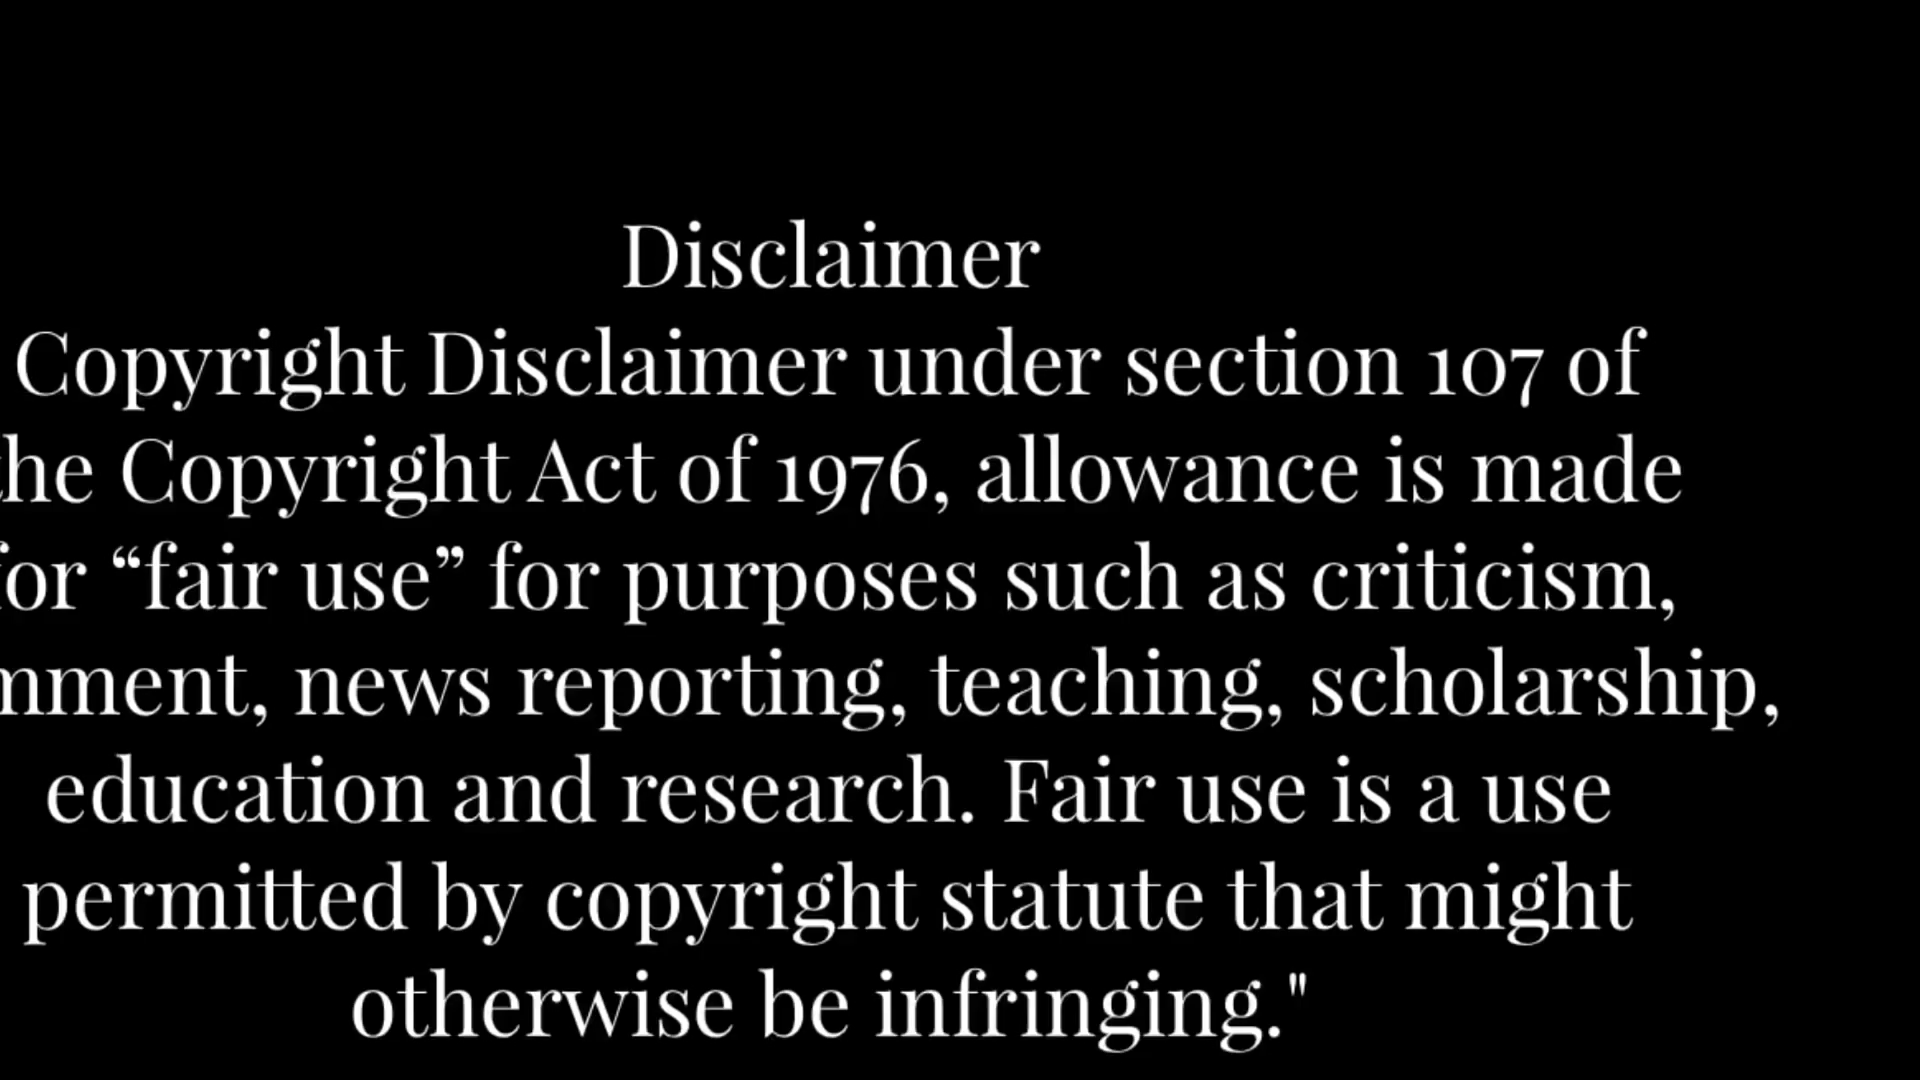 Disclaimer
Copyright Disclaimer under section 107 of
the Copyright Act of 1976, allowance is made
for “fair use” for purposes such as criticism,
mment, news reporting, teaching, scholarship,
education and research. Fair use is a use
permitted by copyright statute that might
otherwise be infringing."